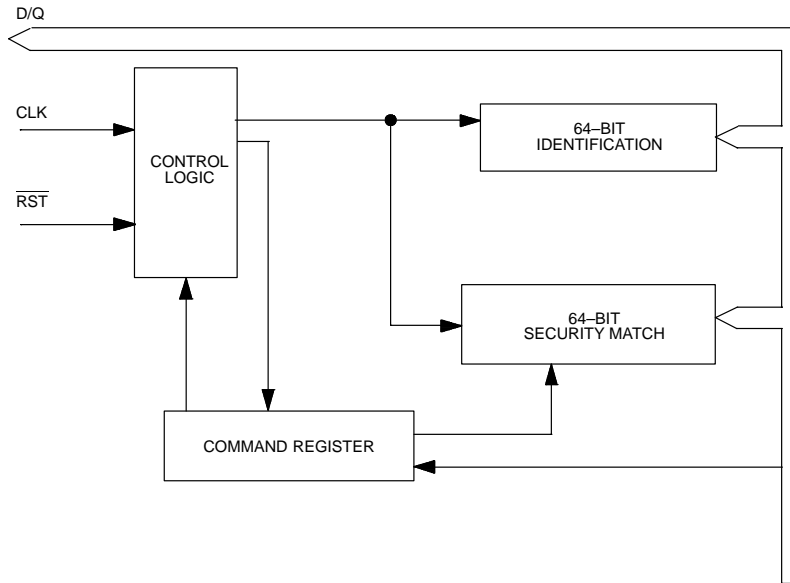 D/Q
CLK
RST
CONTROL
LOGIC
64–BIT
IDENTIFICATION
64–BIT
SECURITY MATCH
COMMAND REGISTER